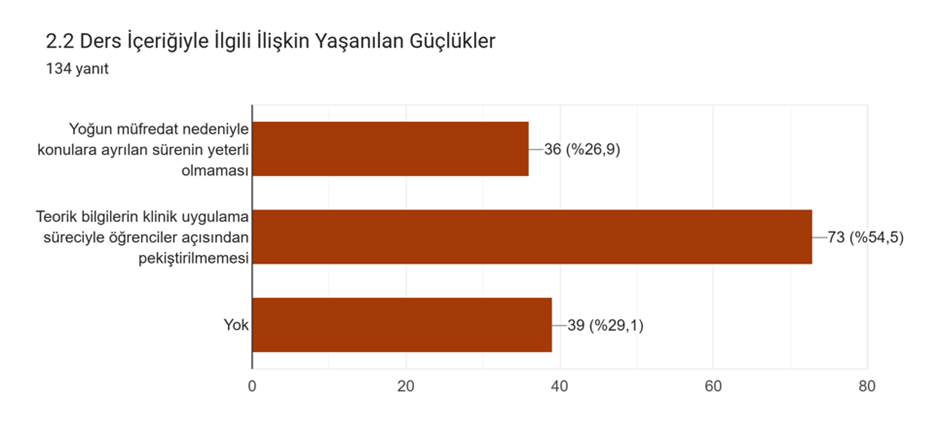 2.2 Ders İçeriğiyle İlgili İlişkin Yaşanılan Güçlükler
134 yanıt
Yoğun müfredat nedeniyle
konulara ayrılan sürenin yeterli
olmaması
36 (%26,9)
Teorik bilgilerin klinik uygulama
süreciyle öğrenciler açısından
pekiştirilmemesi
73 (%54,5)
Yok
39 (%29,1)
0 20 40 60 80